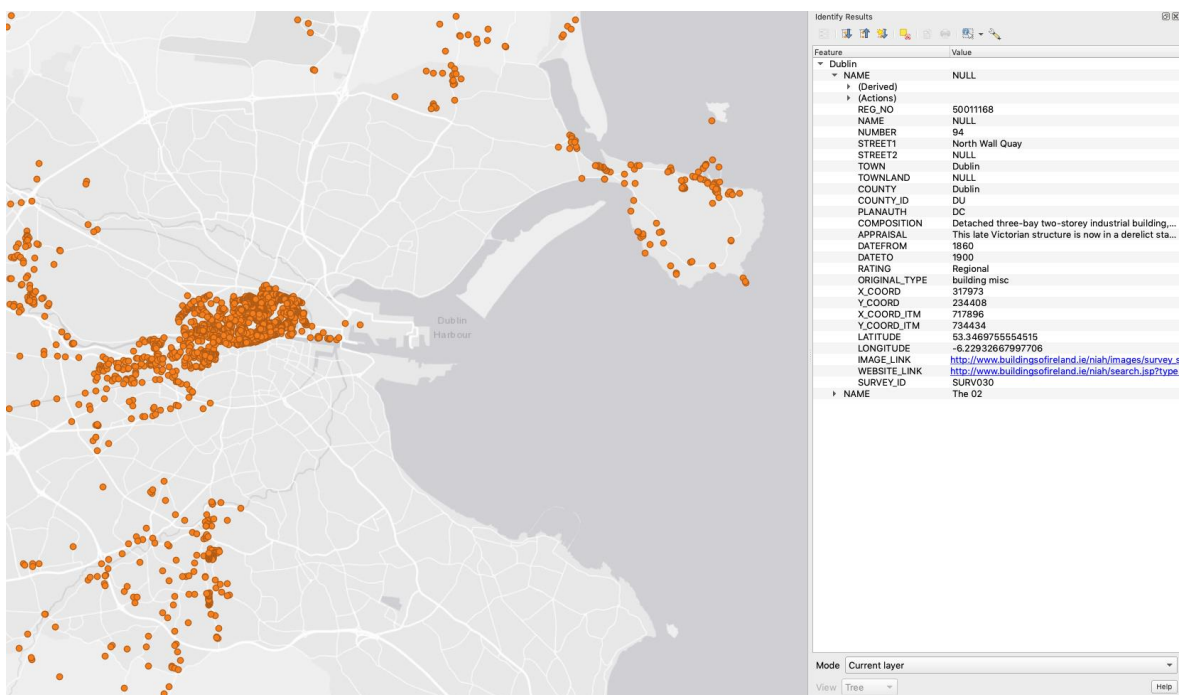 Dublin
Harbour
Identify Results
Feature Value
Dublin
NAME NULL
(Derived)
(Actions)
REG_NO 50011168
NAME NULL
NUMBER 94
STREET1 North Wall Quay
STREET2 NULL
TOWN Dublin
TOWNLAND NULL
COUNTY Dublin
COUNTY_ID DU
PLANAUTH DC
COMPOSITION Detached three-bay two-storey industrial building,...
APPRAISAL This late Victorian structure is now in a derelict sta...
DATEFROM 1860
DATETO 1900
RATING Regional
ORIGINAL_TYPE building misc
X_COORD 317973
Y_COORD 234408
X_COORD_ITM 717896
Y_COORD_ITM 734434
LATITUDE 53.3469755554515
LONGITUDE -6.22932667997706
IMAGE_LINK http://www.buildingsofireland.ie/niah/images/survey_s
WEBSITE_LINK http://www.buildingsofireland.ie/niah/search.jsp?type
SURVEY_ID SURV030
NAME The 02
Mode Current layer
View Tree Help